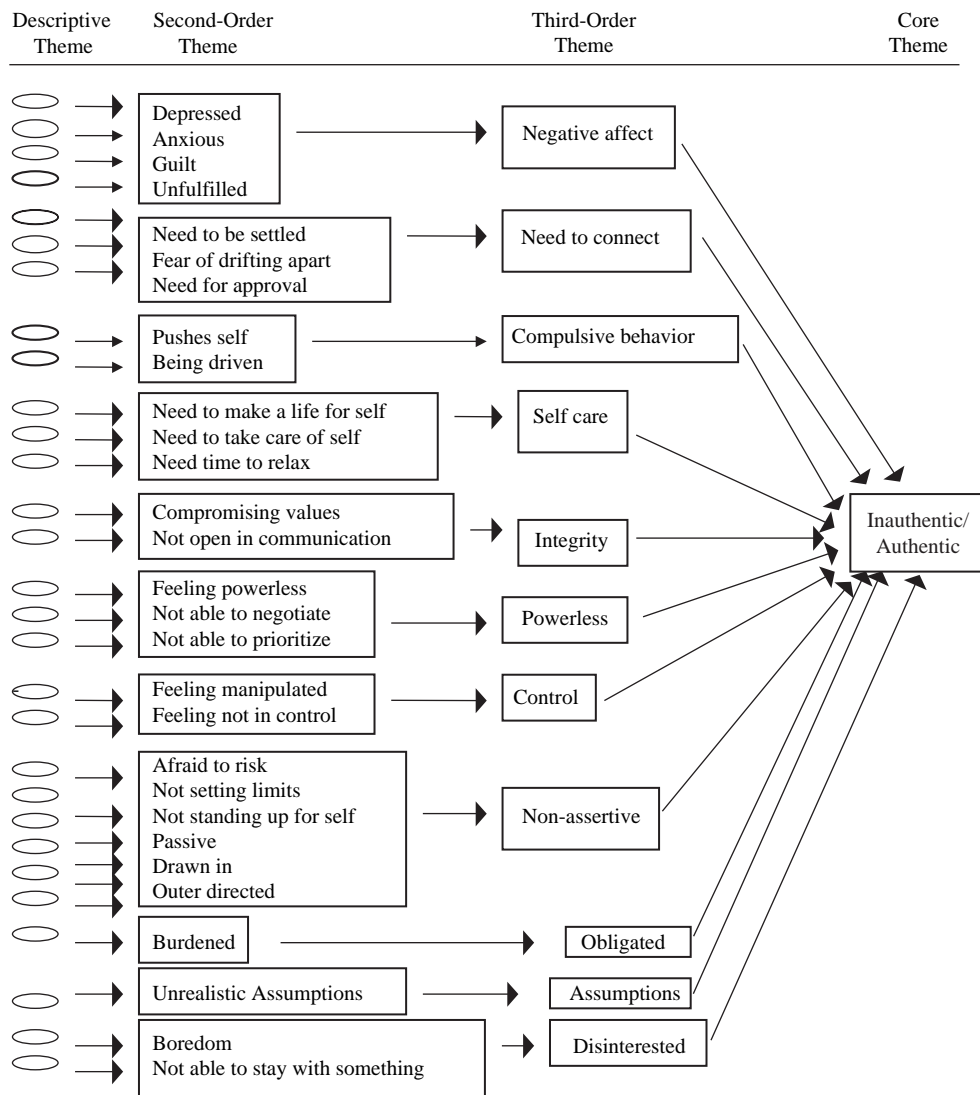 Descriptive Theme
Second-Order Theme
Third-Order Theme
Core Theme
Depressed
Anxious
Guilt
Unfulfilled
Negative affect
Need to be settled
Fear of drifting apart
Need for approval
Need to connect
Pushes self
Being driven
Compulsive behavior
Need to make a life for self
Need to take care of self
Need time to relax
Self care
Compromising values
Not open in communication
Integrity
Inauthentic/
Authentic
Feeling powerless
Not able to negotiate
Not able to prioritize
Powerless
Feeling manipulated
Feeling not in control
Control
Afraid to risk
Not setting limits
Not standing up for self
Passive
Drawn in
Outer directed
Non-assertive
Burdened
Obligated
Unrealistic Assumptions
Assumptions
Boredom
Not able to stay with something
Disinterested